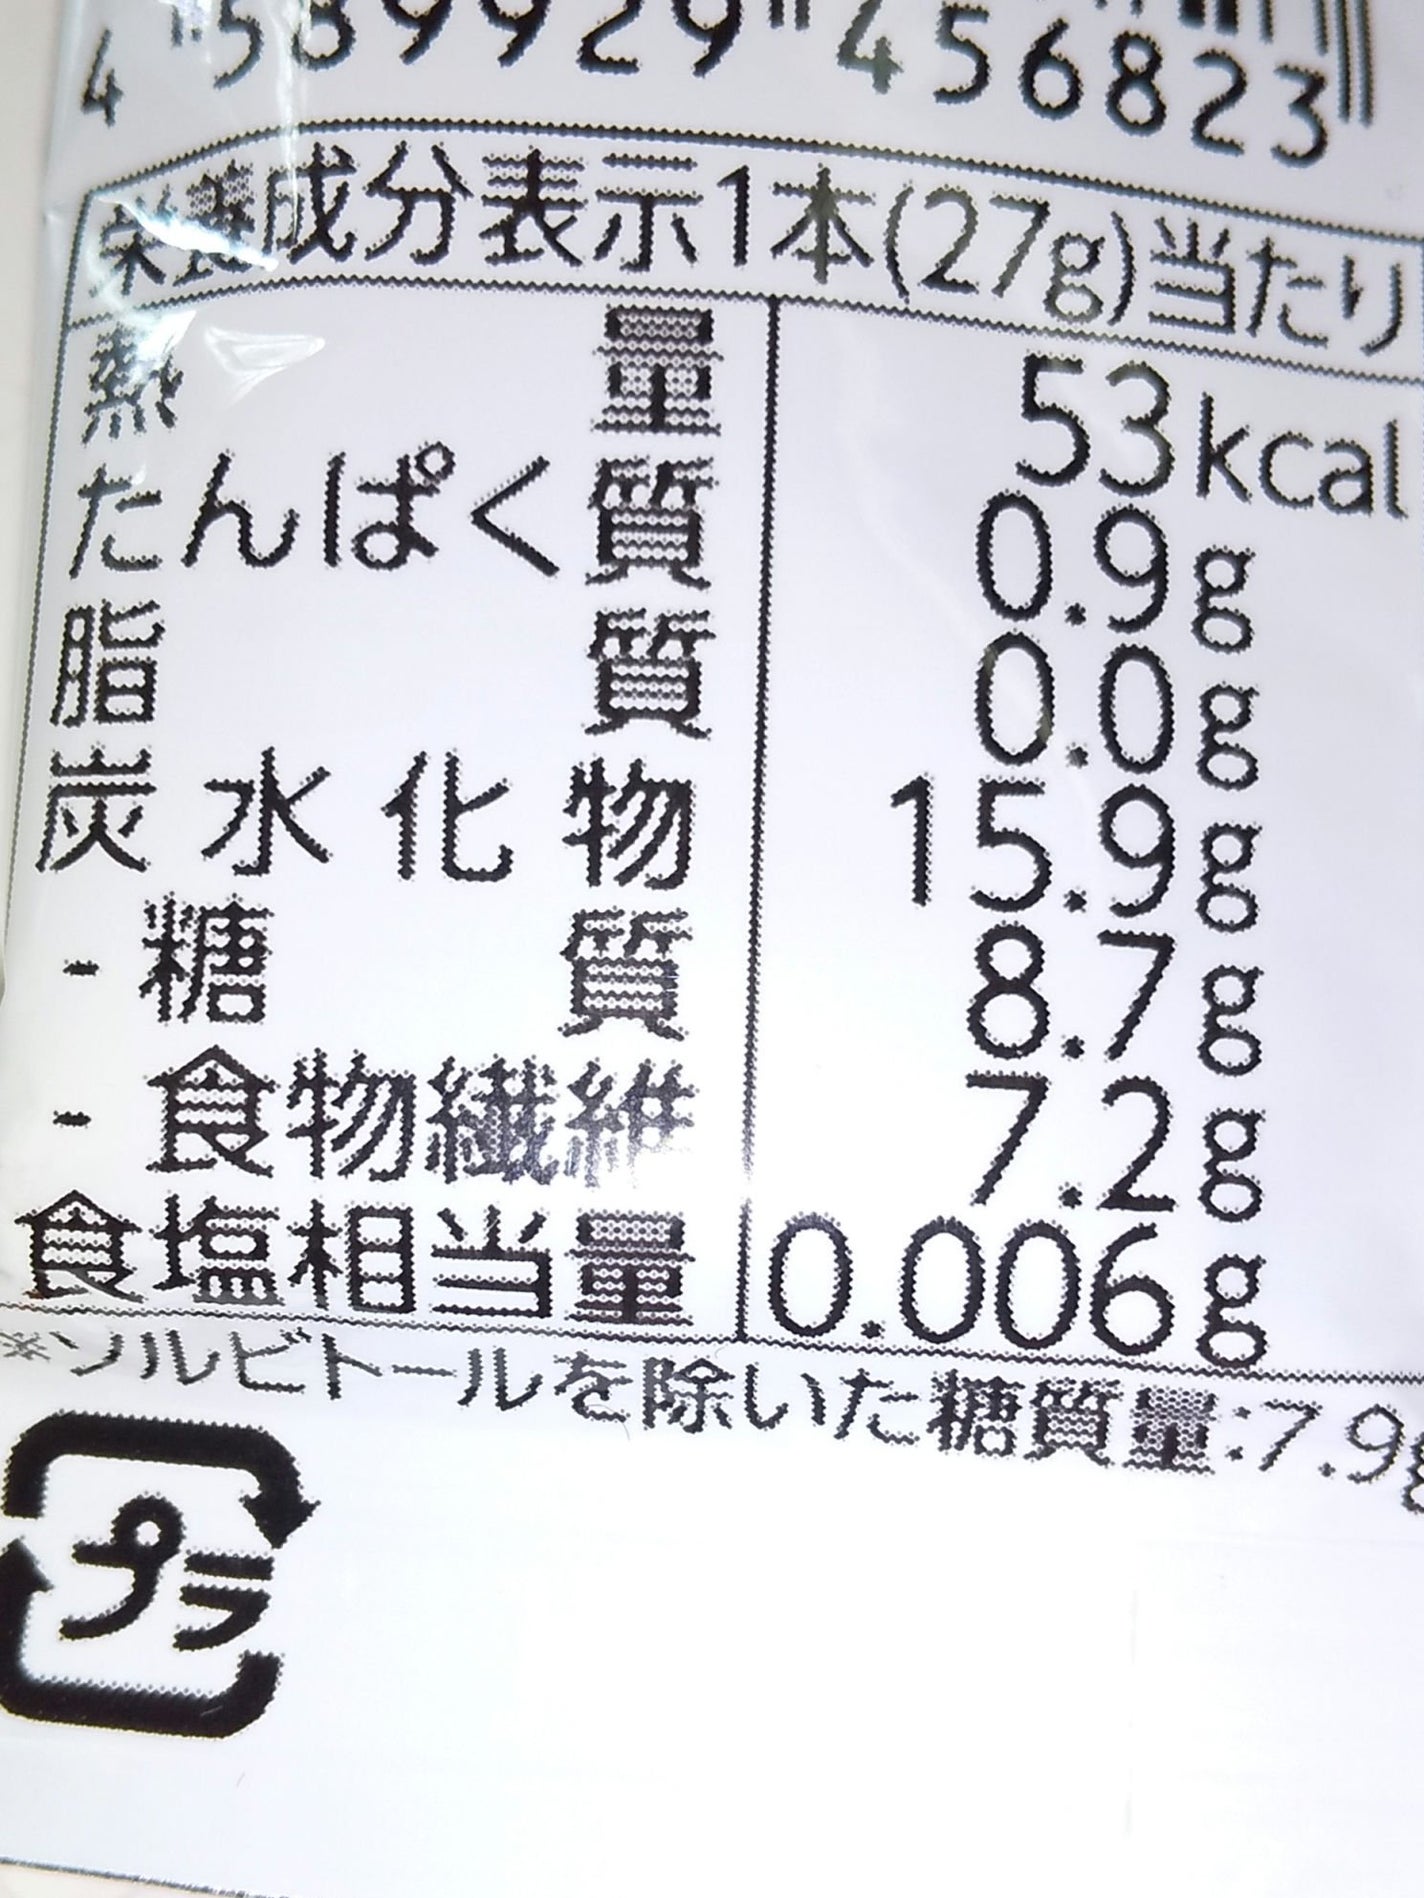 4 589929 456823
栄養成分表示1本(27g)当たり
熱量 53kcal
たんぱく質 0.9g
脂質 0.0g
炭水化物 15.9g
-糖質 8.7g
-食物繊維 7.2g
食塩相当量 0.006g
※ソルビトールを除いた糖質量:7.9g
プラ